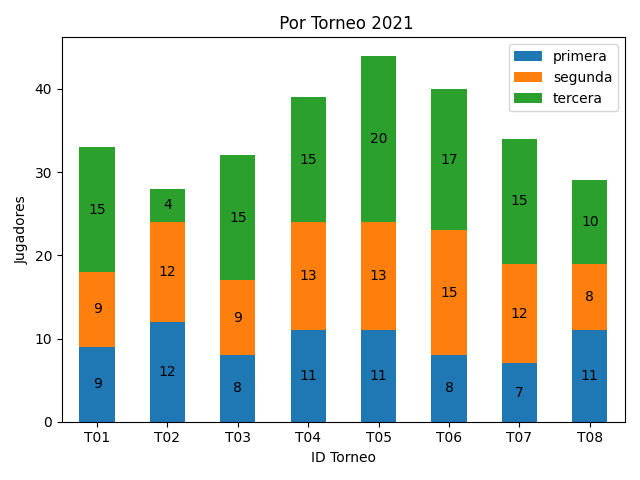 Por Torneo 2021
primera
segunda
tercera
Jugadores
40
30
20
10
0
15 4 15 15 20 17 15 10
9 12 9 13 13 15 12 8
9 12 8 11 11 8 7 11
T01 T02 T03 T04 T05 T06 T07 T08
ID Torneo